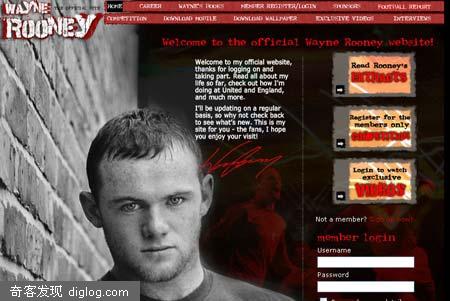 WAYNE
ROONEY
THE OFFICIAL SITE
HOME
CAREER
WAYNE'S BOOKS
MEMBER REGISTER/LOGIN
SPONSORS
FOOTBALL REPORT
COMPETITION
DOWNLOAD MOBILE
DOWNLOAD WALLPAPER
EXCLUSIVE VIDEOS
INTERVIEWS
Welcome to the official Wayne Rooney website!
Welcome to my official website,
thanks for logging on and
taking part. Read all about my
life so far, check out how I'm
doing at United and England,
and much more.
I'll be updating on a regular
basis, so why not check back
to see what's new. This is my
site for you - the fans, I hope
you enjoy your visit!
Read Rooney's
EXTRACTS
Register for the
members only
COMPETITION
Login to watch
exclusive
VIDEOS
Not a member? Sign up now!
member login
Username
Password
奇客发现 diglog.com